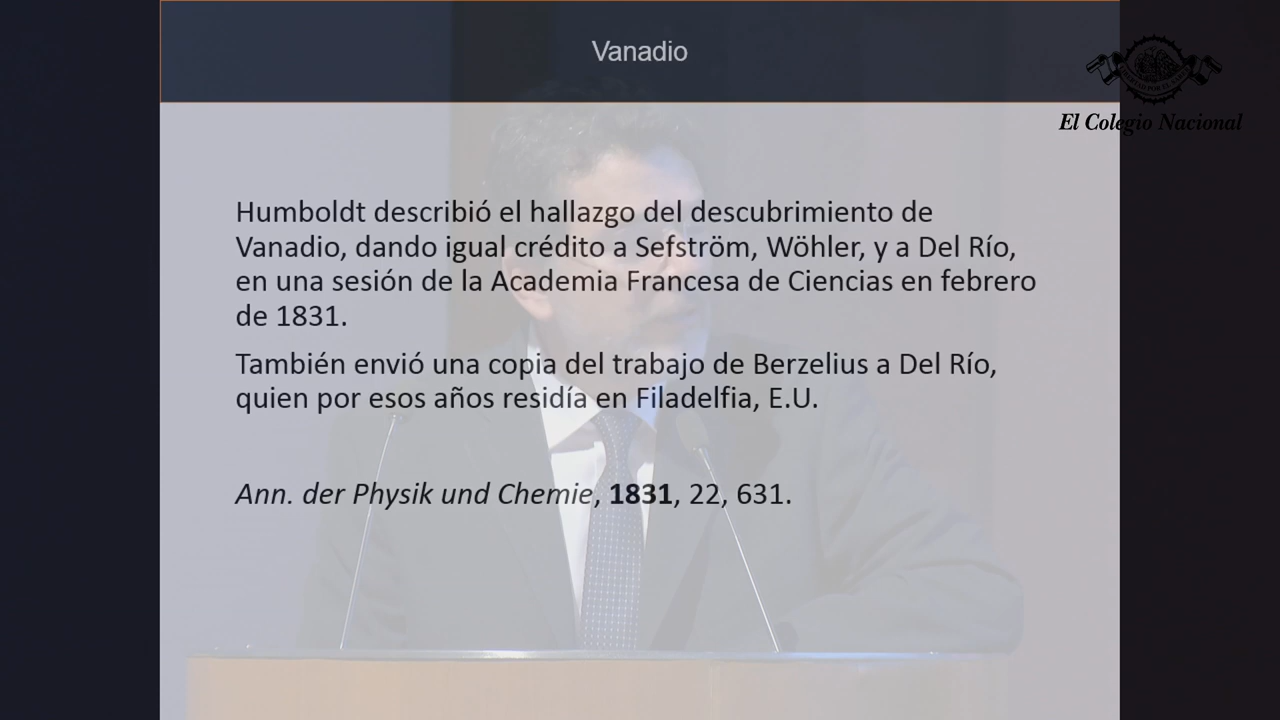 Vanadio
El Colegio Nacional
Humboldt describió el hallazgo del descubrimiento de
Vanadio, dando igual crédito a Sefström, Wöhler, y a Del Río,
en una sesión de la Academia Francesa de Ciencias en febrero
de 1831.
También envió una copia del trabajo de Berzelius a Del Río,
quien por esos años residía en Filadelfia, E.U.
Ann. der Physik und Chemie, 1831, 22, 631.